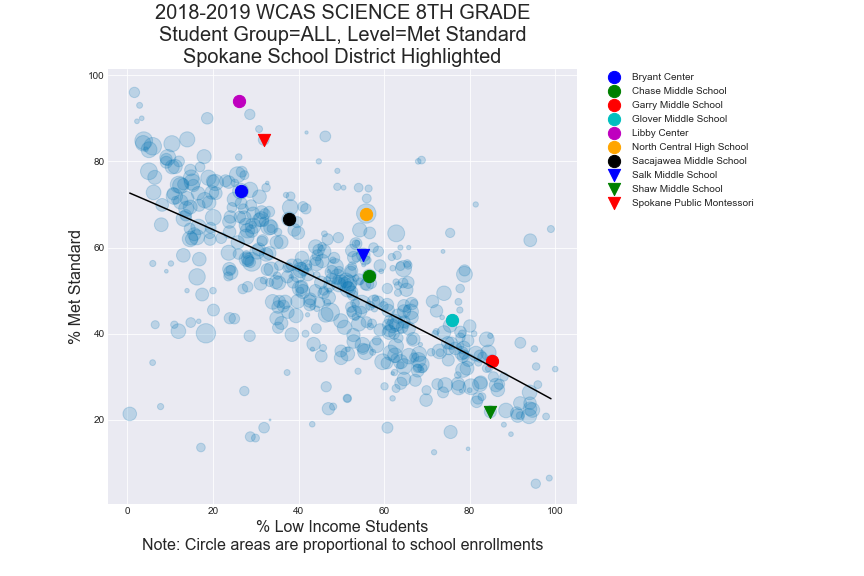 2018-2019 WCAS SCIENCE 8TH GRADE
Student Group=ALL, Level=Met Standard
Spokane School District Highlighted
% Met Standard
100
80
60
40
20
0
20
40
60
80
100
% Low Income Students
Note: Circle areas are proportional to school enrollments
Bryant Center
Chase Middle School
Garry Middle School
Glover Middle School
Libby Center
North Central High School
Sacajawea Middle School
Salk Middle School
Shaw Middle School
Spokane Public Montessori